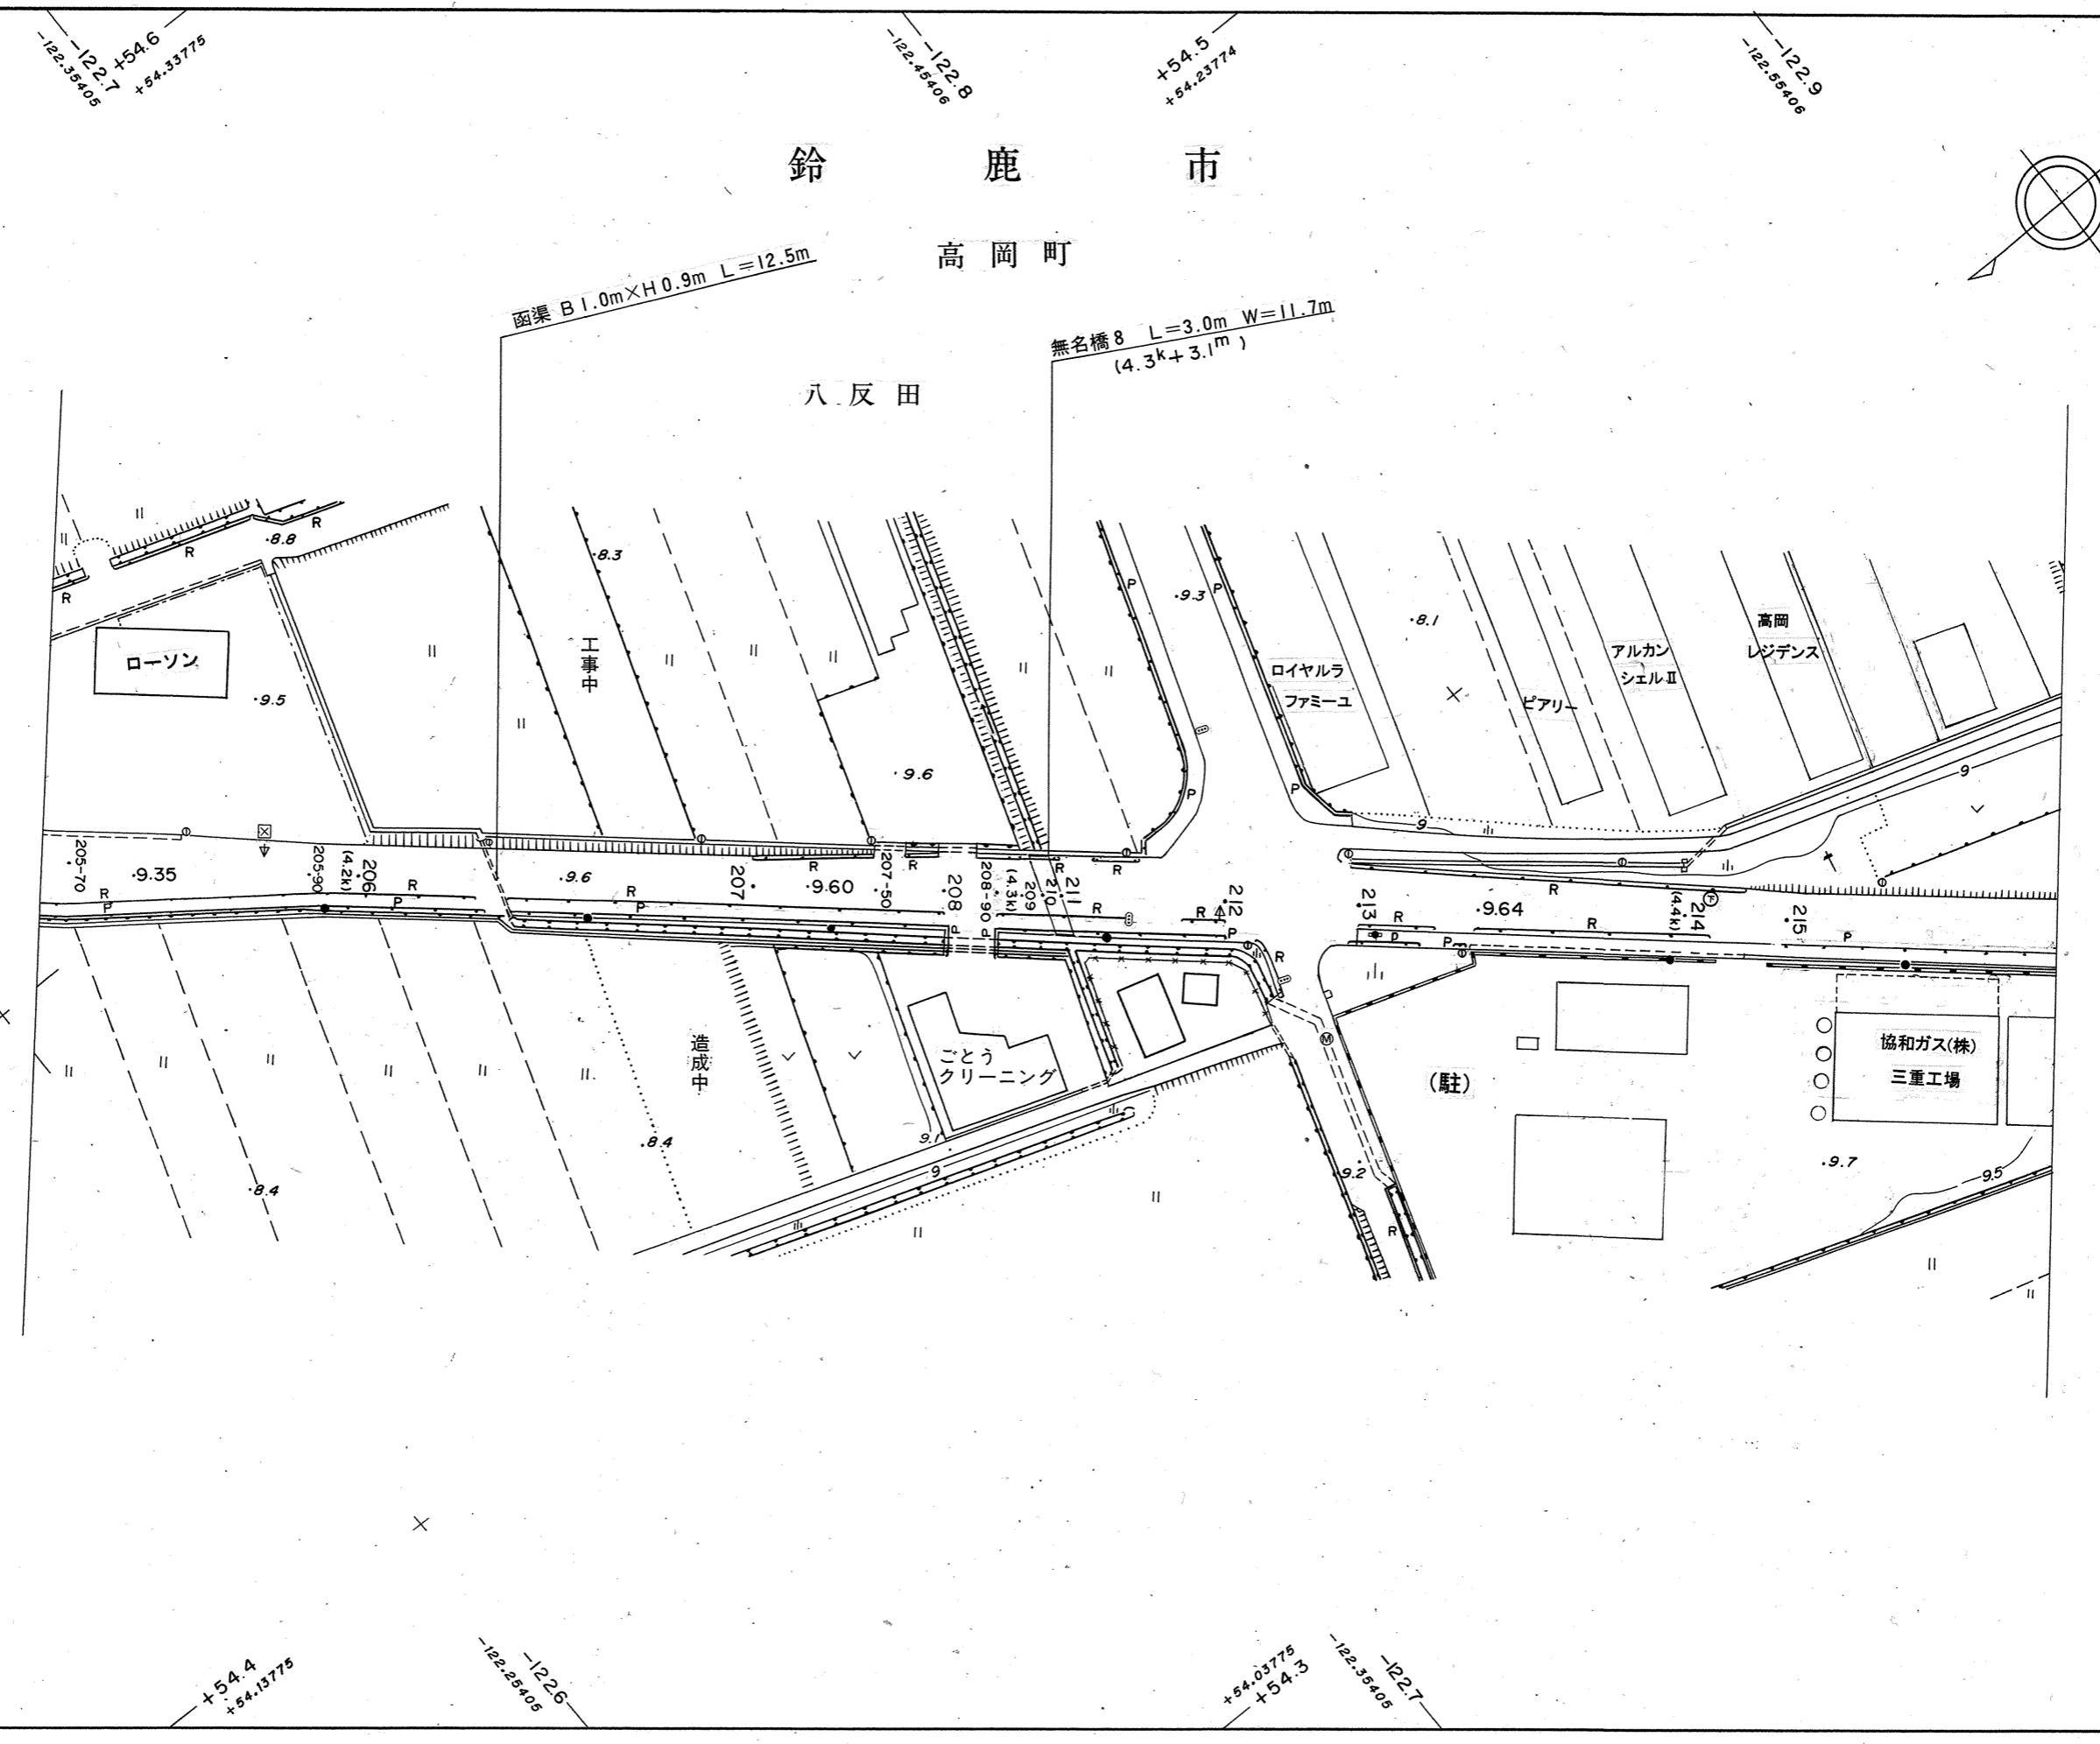 -122.7
-122.35405
+54.6
+54.33775
-122.8
-122.45406
+54.5
+54.23774
-122.9
-122.55406
鈴鹿市
高岡町
函渠 B 1.0m×H 0.9m L=12.5m
無名橋8 L=3.0m W=11.7m
(4.3k+3.1m)
八反田
R
R
R
8.8
8.3
9.3
8.1
P
P
P
P
工事中
ローソン
9.5
9.6
ロイヤルラ
ファミーユ
ピアリー
アルカン
シェルⅡ
高岡
レジデンス
9
9
205-70
9.35
205-90
(4.2k)
206
9.6
207
9.60
207-50
208
208-90
(4.3k)
209
210
211
212
213
9.64
(4.4k)
214
215
R
P
R
P
R
P
R
R
R
R
R
R
R
P
P
P
R
R
P
P
R
P
造成中
ごとう
クリーニング
(駐)
協和ガス(株)
三重工場
M
8.4
8.4
9.1
9
9.2
R
9.7
9.5
+54.4
+54.13775
-122.6
-122.25405
+54.03775
+54.3
-122.7
-122.35405